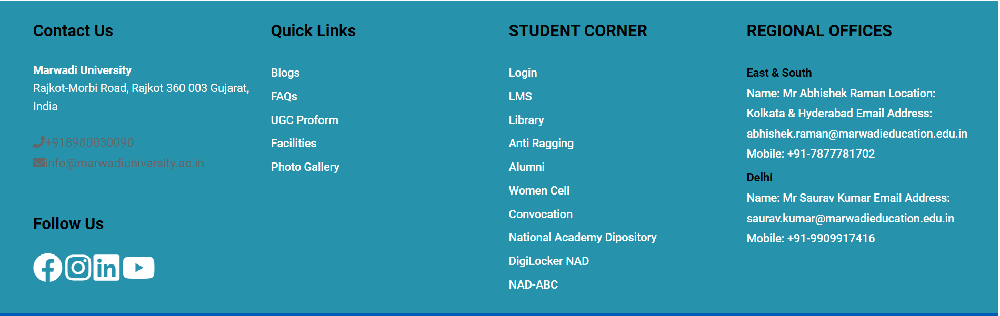 Contact Us
Marwadi University
Rajkot-Morbi Road, Rajkot 360 003 Gujarat,
India
+918980030090
info@marwadiuniversity.ac.in
Follow Us
Quick Links
Blogs
FAQs
UGC Proform
Facilities
Photo Gallery
STUDENT CORNER
Login
LMS
Library
Anti Ragging
Alumni
Women Cell
Convocation
National Academy Dipository
DigiLocker NAD
NAD-ABC
REGIONAL OFFICES
East & South
Name: Mr Abhishek Raman Location:
Kolkata & Hyderabad Email Address:
abhishek.raman@marwadieducation.edu.in
Mobile: +91-7877781702
Delhi
Name: Mr Saurav Kumar Email Address:
saurav.kumar@marwadieducation.edu.in
Mobile: +91-9909917416